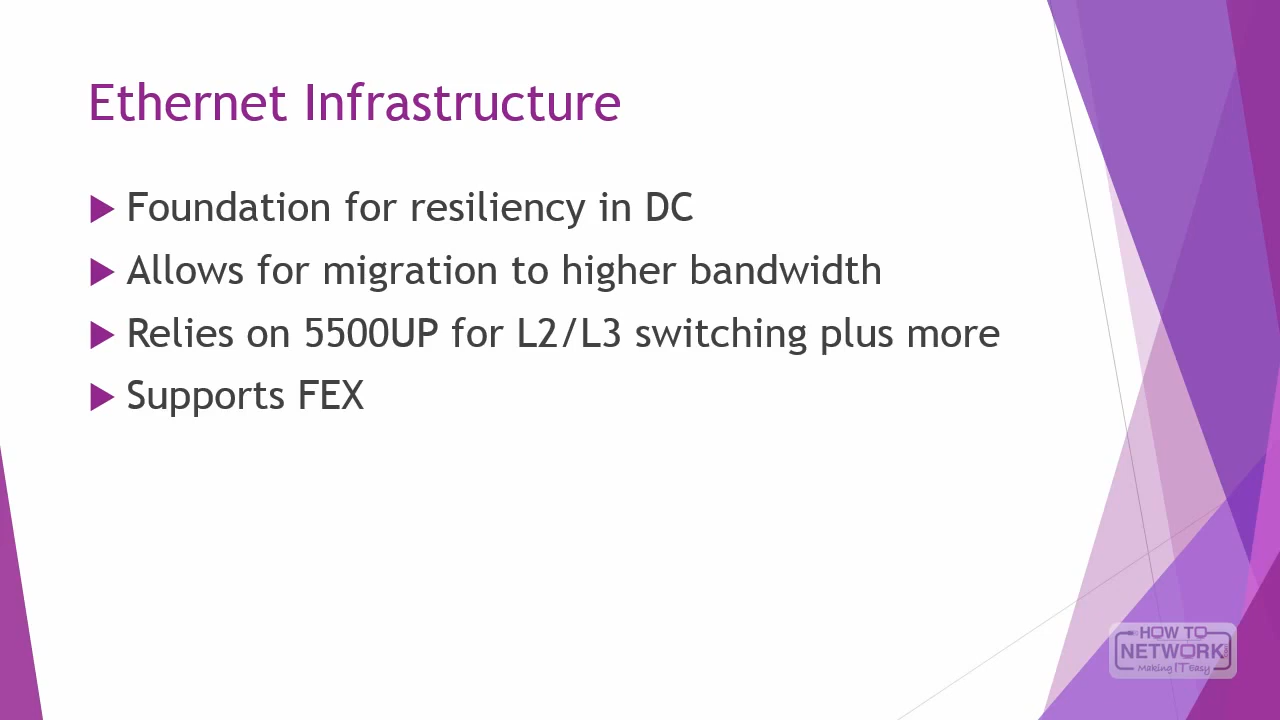 Ethernet Infrastructure
Foundation for resiliency in DC
Allows for migration to higher bandwidth
Relies on 5500UP for L2/L3 switching plus more
Supports FEX
HOW TO
NETWORK
Making IT Easy